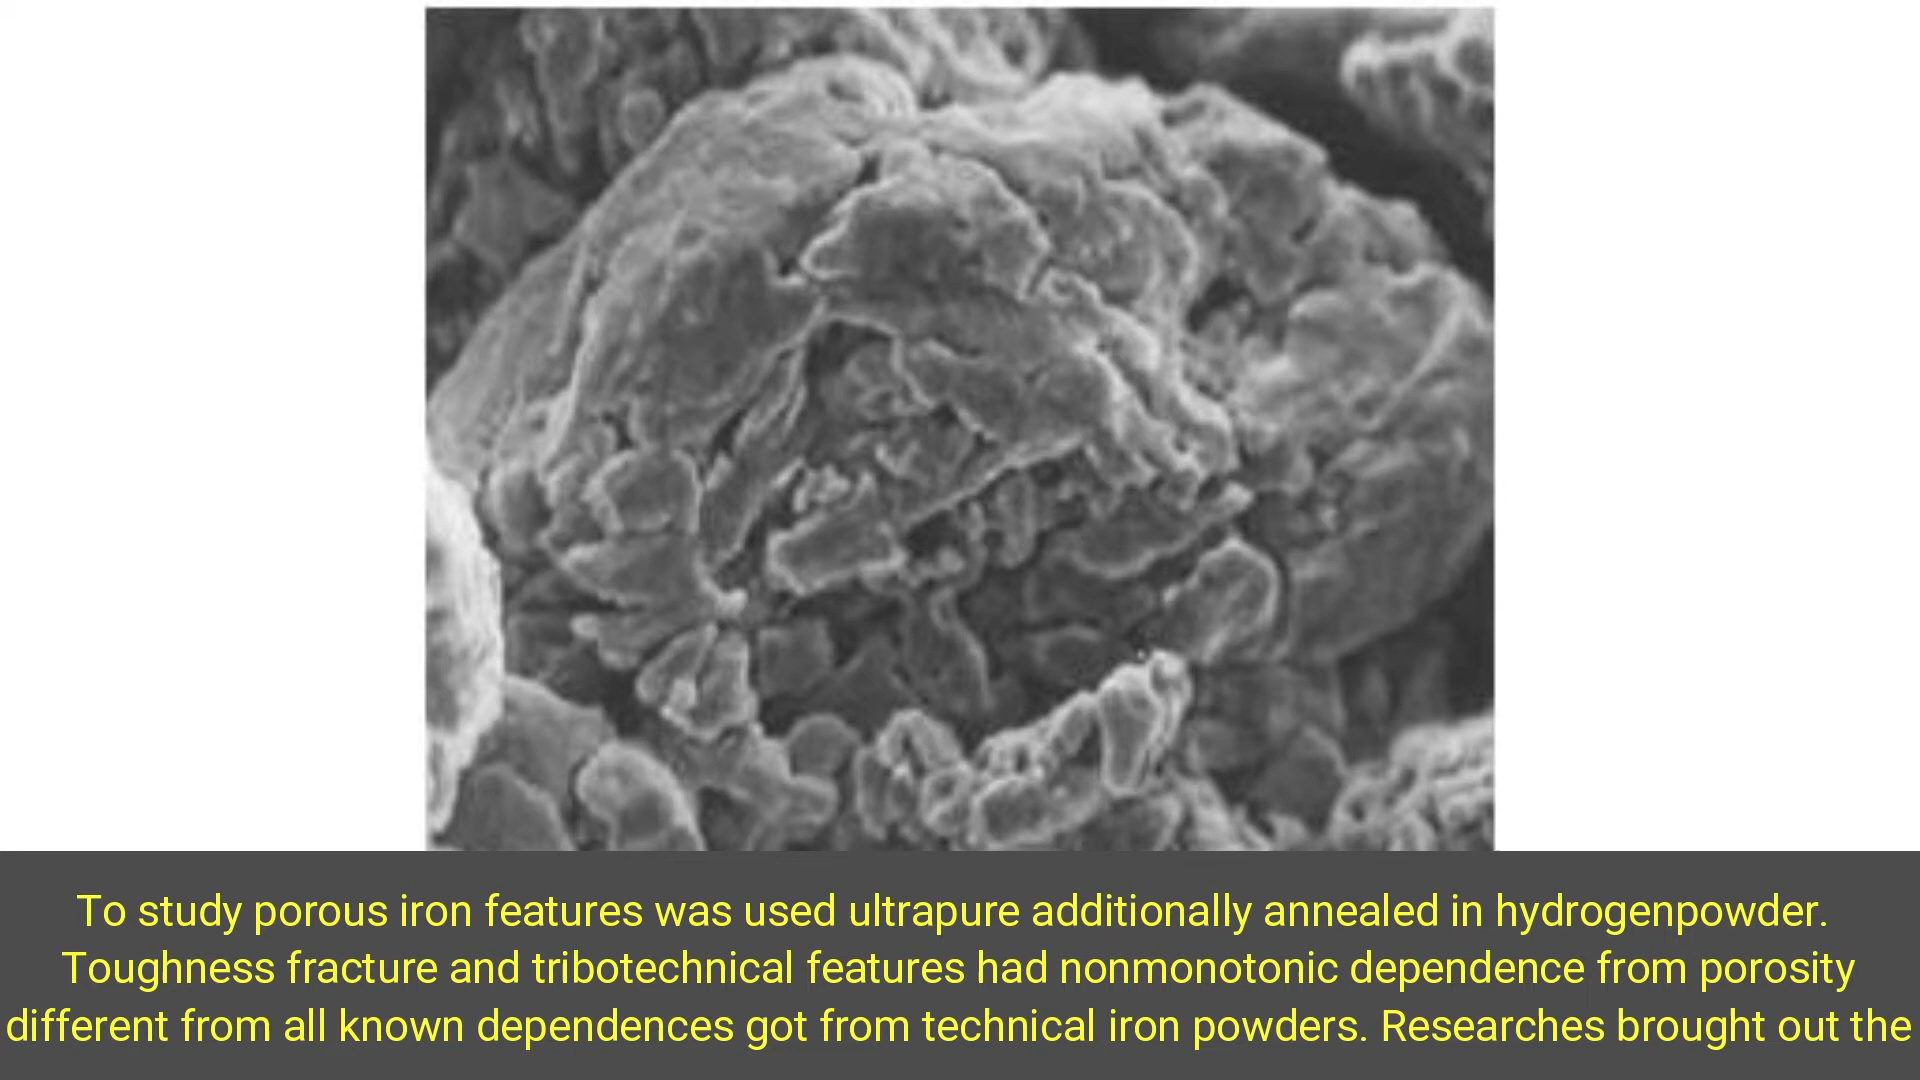 To study porous iron features was used ultrapure additionally annealed in hydrogenpowder.
Toughness fracture and tribotechnical features had nonmonotonic dependence from porosity
different from all known dependences got from technical iron powders. Researches brought out the